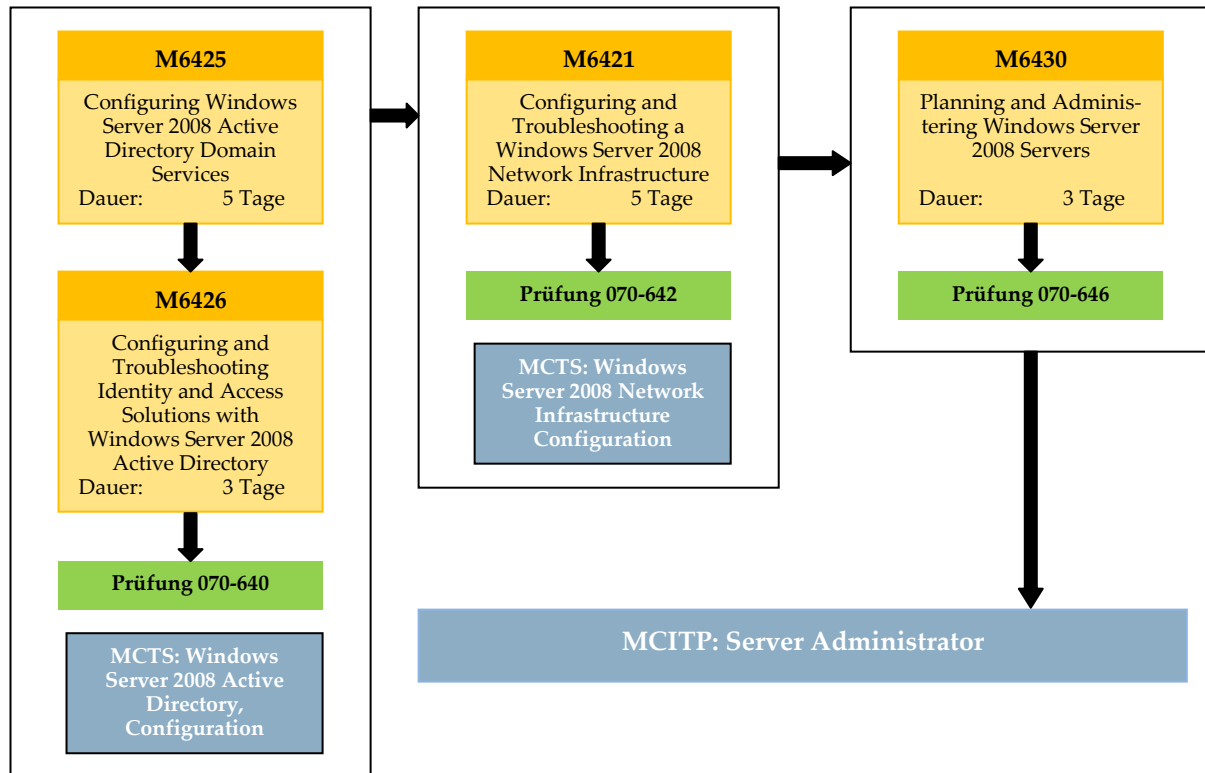 M6425
Configuring Windows
Server 2008 Active
Directory Domain
Services
Dauer: 5 Tage
M6426
Configuring and
Troubleshooting
Identity and Access
Solutions with
Windows Server 2008
Active Directory
Dauer: 3 Tage
Prüfung 070-640
MCTS: Windows
Server 2008 Active
Directory,
Configuration
M6421
Configuring and
Troubleshooting a
Windows Server 2008
Network Infrastructure
Dauer: 5 Tage
Prüfung 070-642
MCTS: Windows
Server 2008 Network
Infrastructure
Configuration
M6430
Planning and Adminis-
tering Windows Server
2008 Servers
Dauer: 3 Tage
Prüfung 070-646
MCITP: Server Administrator